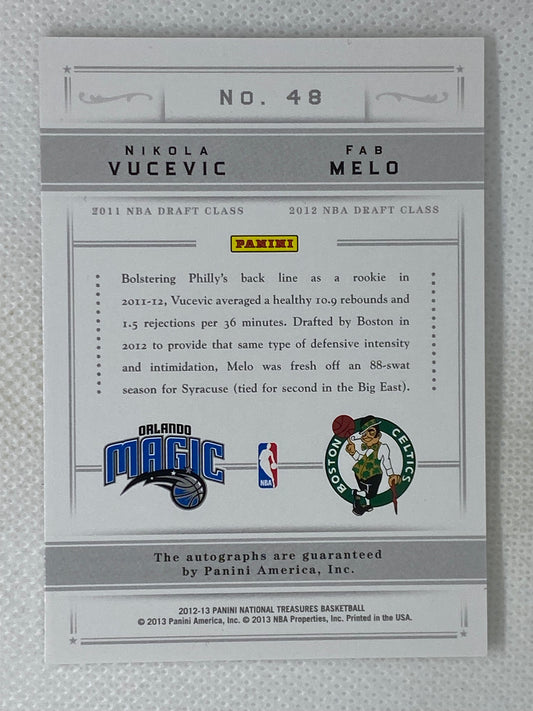 NO. 48
NIKOLA VUCEVIC
FAB MELO
2011 NBA DRAFT CLASS
2012 NBA DRAFT CLASS
PANINI
Bolstering Philly's back line as a rookie in
2011-12, Vucevic averaged a healthy 10.9 rebounds and
1.5 rejections per 36 minutes. Drafted by Boston in
2012 to provide that same type of defensive intensity
and intimidation, Melo was fresh off an 88-swat
season for Syracuse (tied for second in the Big East).
ORLANDO
MAGIC
NBA
BOSTON CELTICS
The autographs are guaranteed
by Panini America, Inc.
2012-13 PANINI NATIONAL TREASURES BASKETBALL
© 2013 Panini America, Inc. © 2013 NBA Properties, Inc. Printed in the USA.